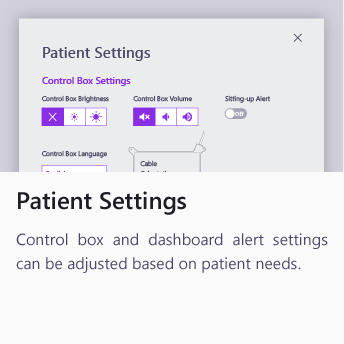 Patient Settings
Control Box Settings
Control Box Brightness Control Box Volume Sitting-up Alert
Off
Control Box Language
Cable
Patient Settings
Control box and dashboard alert settings
can be adjusted based on patient needs.